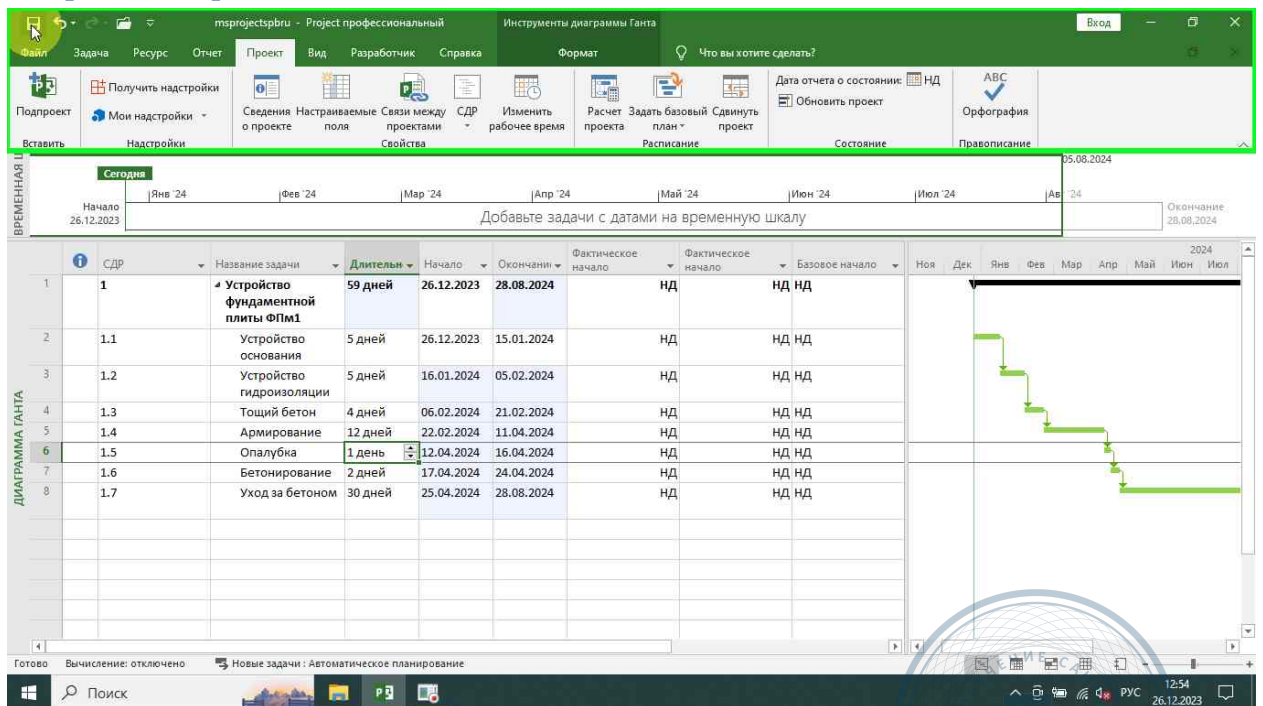 msprojectspbru - Project профессиональный
Инструменты диаграммы Ганта
Вход
Файл Задача Ресурс Отчет Проект Вид Разработчик Справка Формат Что вы хотите сделать?
Подпроект
Получить надстройки
Мои надстройки
Сведения о проекте
Настраиваемые поля
Связи между проектами
СДР
Изменить рабочее время
Расчет проекта
Задать базовый план
Сдвинуть проект
Дата отчета о состоянии: НД
Обновить проект
ABC
Орфография
Вставить Надстройки Свойства Расписание Состояние Правописание
05.08.2024
Сегодня
Янв '24 Фев '24 Мар '24 Апр '24 Май '24 Июн '24 Июл '24 Авг '24
Начало
26.12.2023
Добавьте задачи с датами на временную шкалу
Окончание
28.08.2024
СДР Название задачи Длительн Начало Окончани Фактическое начало Фактическое начало Базовое начало
2024
Ноя Дек Янв Фев Мар Апр Май Июн Июл
1 1 Устройство фундаментной плиты ФПм1 59 дней 26.12.2023 28.08.2024 НД НД НД
2 1.1 Устройство основания 5 дней 26.12.2023 15.01.2024 НД НД НД
3 1.2 Устройство гидроизоляции 5 дней 16.01.2024 05.02.2024 НД НД НД
4 1.3 Тощий бетон 4 дней 06.02.2024 21.02.2024 НД НД НД
5 1.4 Армирование 12 дней 22.02.2024 11.04.2024 НД НД НД
6 1.5 Опалубка 1 день 12.04.2024 16.04.2024 НД НД НД
7 1.6 Бетонирование 2 дней 17.04.2024 24.04.2024 НД НД НД
8 1.7 Уход за бетоном 30 дней 25.04.2024 28.08.2024 НД НД НД
ДИАГРАММА ГАНТА
Готово Вычисление: отключено Новые задачи : Автоматическое планирование
Поиск
РУС
12:54
26.12.2023